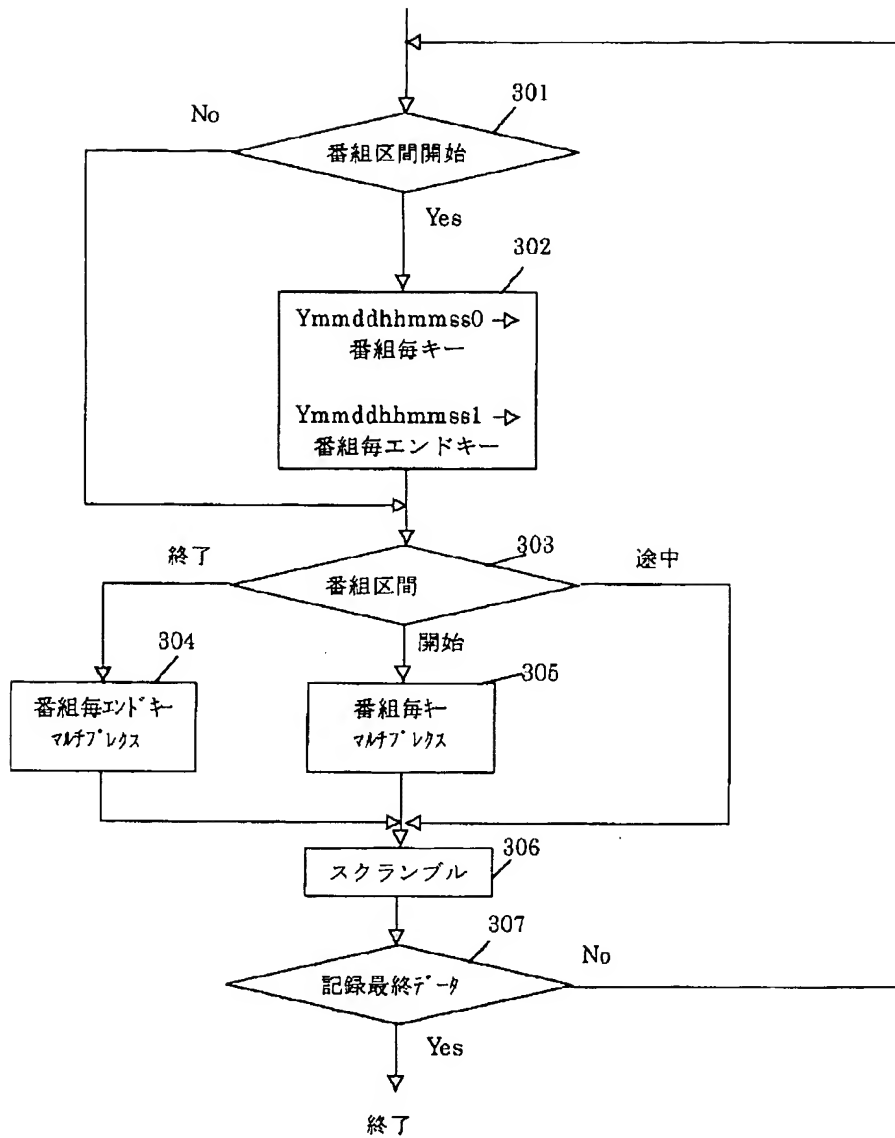 301
No
番組区間開始
Yes
302
Ymmddhhmmss0
番組毎キー
Ymmddhhmmss1
番組毎エンドキー
303
終了
途中
番組区間
304
開始
305
番組毎エンドキー
マルチプレクス
番組毎キー
マルチプレクス
306
スクランブル
307
No
記録最終データ
Yes
終了